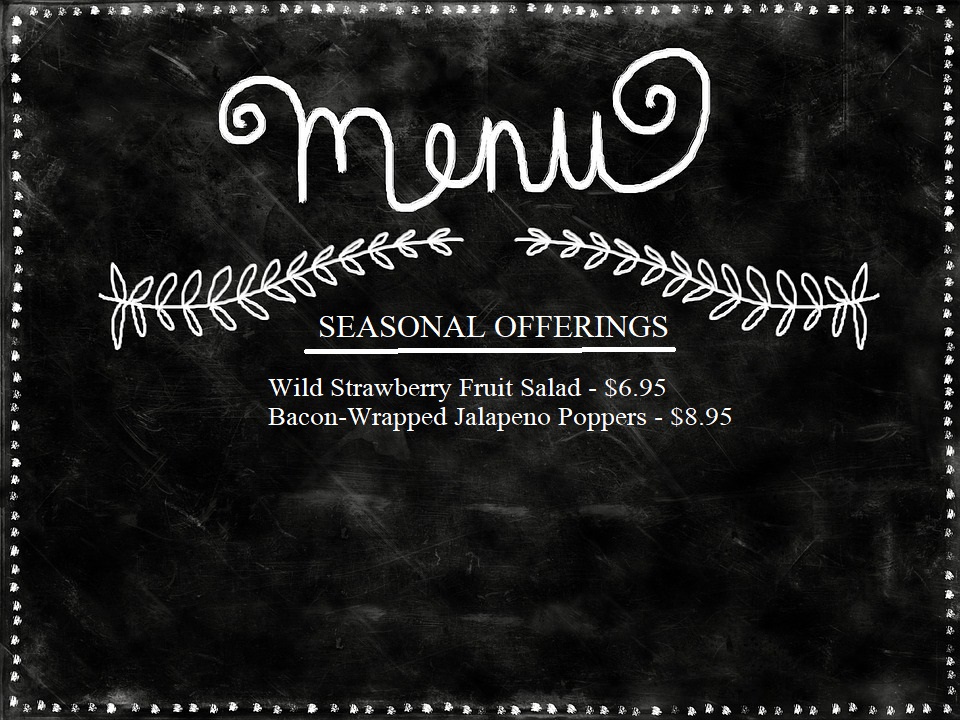 Menu
SEASONAL OFFERINGS
Wild Strawberry Fruit Salad - $6.95
Bacon-Wrapped Jalapeno Poppers - $8.95